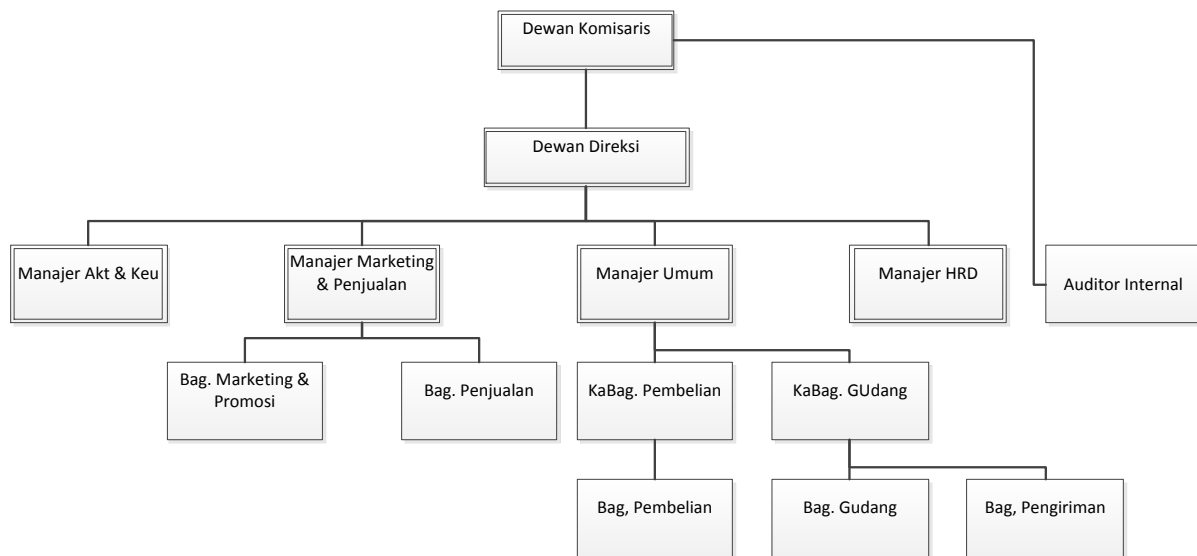 Dewan Komisaris
Dewan Direksi
Manajer Akt & Keu
Manajer Marketing
& Penjualan
Manajer Umum
Manajer HRD
Auditor Internal
Bag. Marketing &
Promosi
Bag. Penjualan
KaBag. Pembelian
KaBag. GUdang
Bag, Pembelian
Bag. Gudang
Bag, Pengiriman